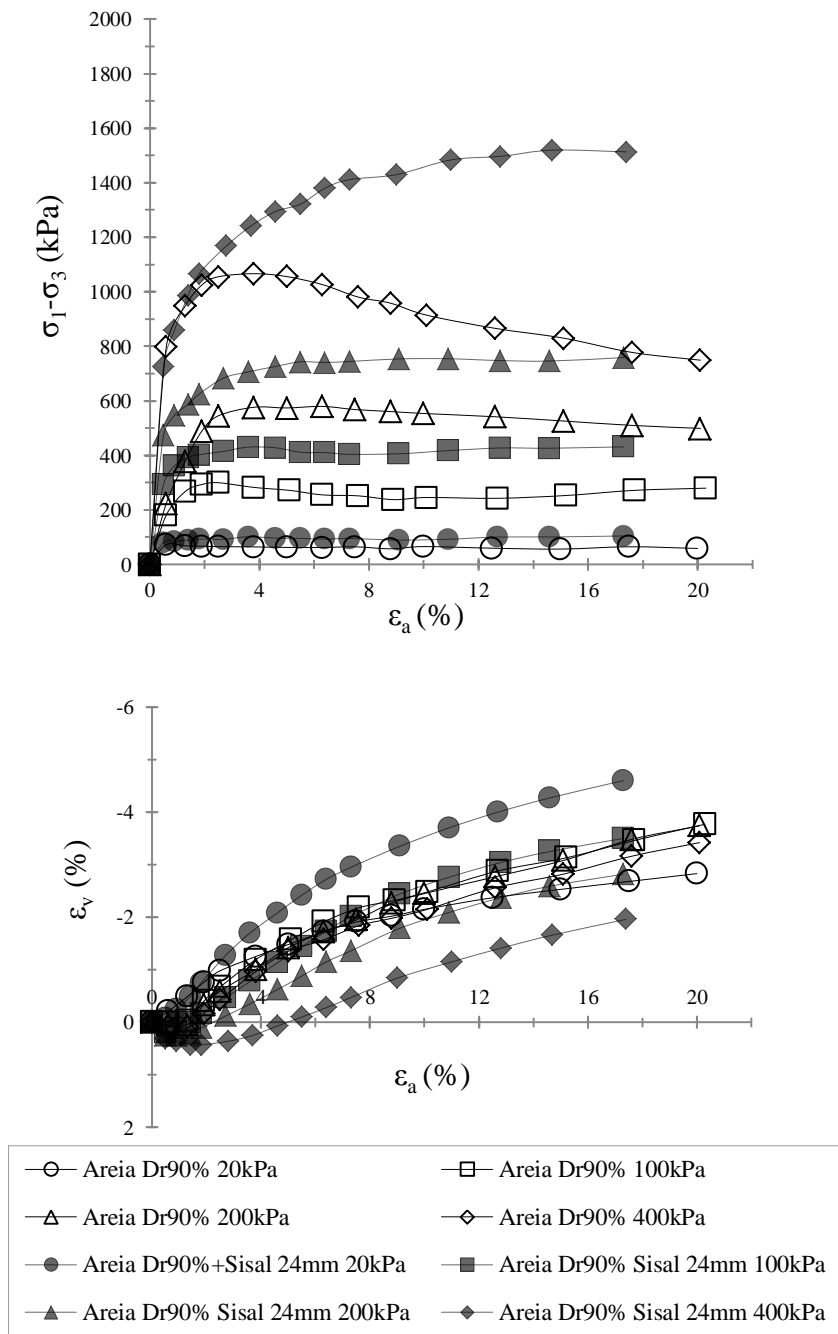 2000
1800
1600
1400
1200
1000
800
600
400
200
0
σ1-σ3 (kPa)
0 4 8 12 16 20
εa (%)
-6
-4
-2
0
2
εv (%)
0 4 8 12 16 20
εa (%)
Areia Dr90% 20kPa
Areia Dr90% 100kPa
Areia Dr90% 200kPa
Areia Dr90% 400kPa
Areia Dr90%+Sisal 24mm 20kPa
Areia Dr90% Sisal 24mm 100kPa
Areia Dr90% Sisal 24mm 200kPa
Areia Dr90% Sisal 24mm 400kPa